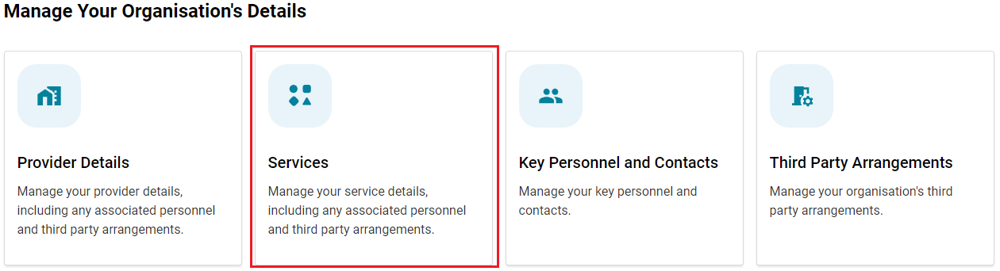 Manage Your Organisation's Details
Provider Details
Manage your provider details,
including any associated personnel
and third party arrangements.
Services
Manage your service details,
including any associated personnel
and third party arrangements.
Key Personnel and Contacts
Manage your key personnel and
contacts.
Third Party Arrangements
Manage your organisation's third
party arrangements.